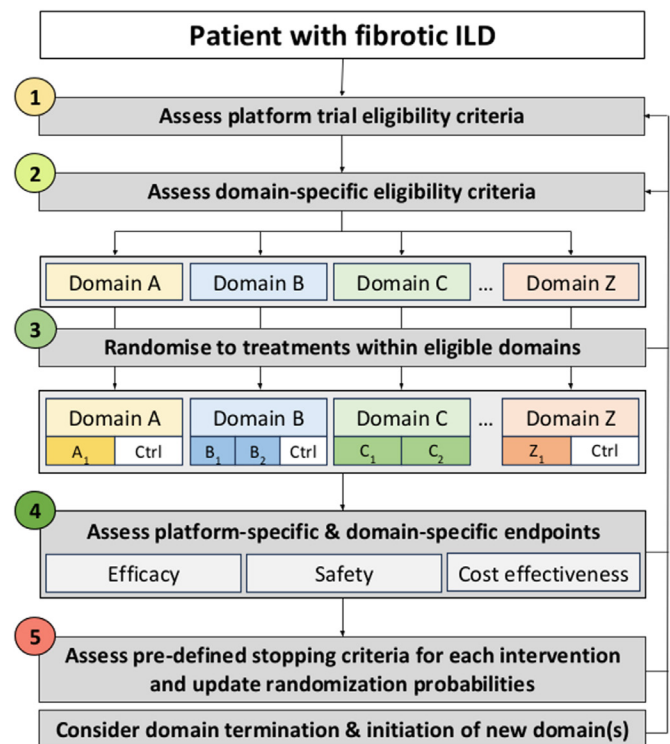 Patient with fibrotic ILD
1
Assess platform trial eligibility criteria
2
Assess domain-specific eligibility criteria
Domain A Domain B Domain C ... Domain Z
3
Randomise to treatments within eligible domains
Domain A Domain B Domain C ... Domain Z
A1 Ctrl B1 B2 Ctrl C1 C2 Z1 Ctrl
4
Assess platform-specific & domain-specific endpoints
Efficacy Safety Cost effectiveness
5
Assess pre-defined stopping criteria for each intervention
and update randomization probabilities
Consider domain termination & initiation of new domain(s)